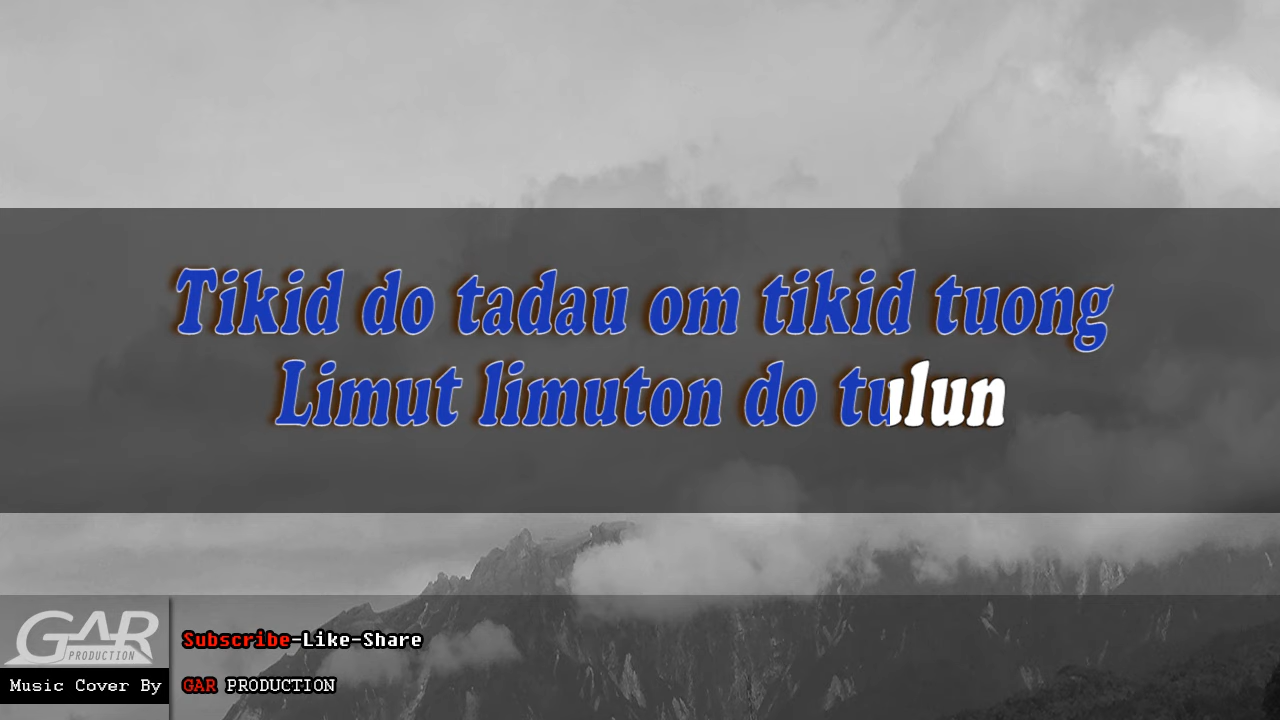 Tikid do tadau om tikid tuong
Limut limuton do tulun
GAR
PRODUCTION
Subscribe-Like-Share
Music Cover By
GAR PRODUCTION